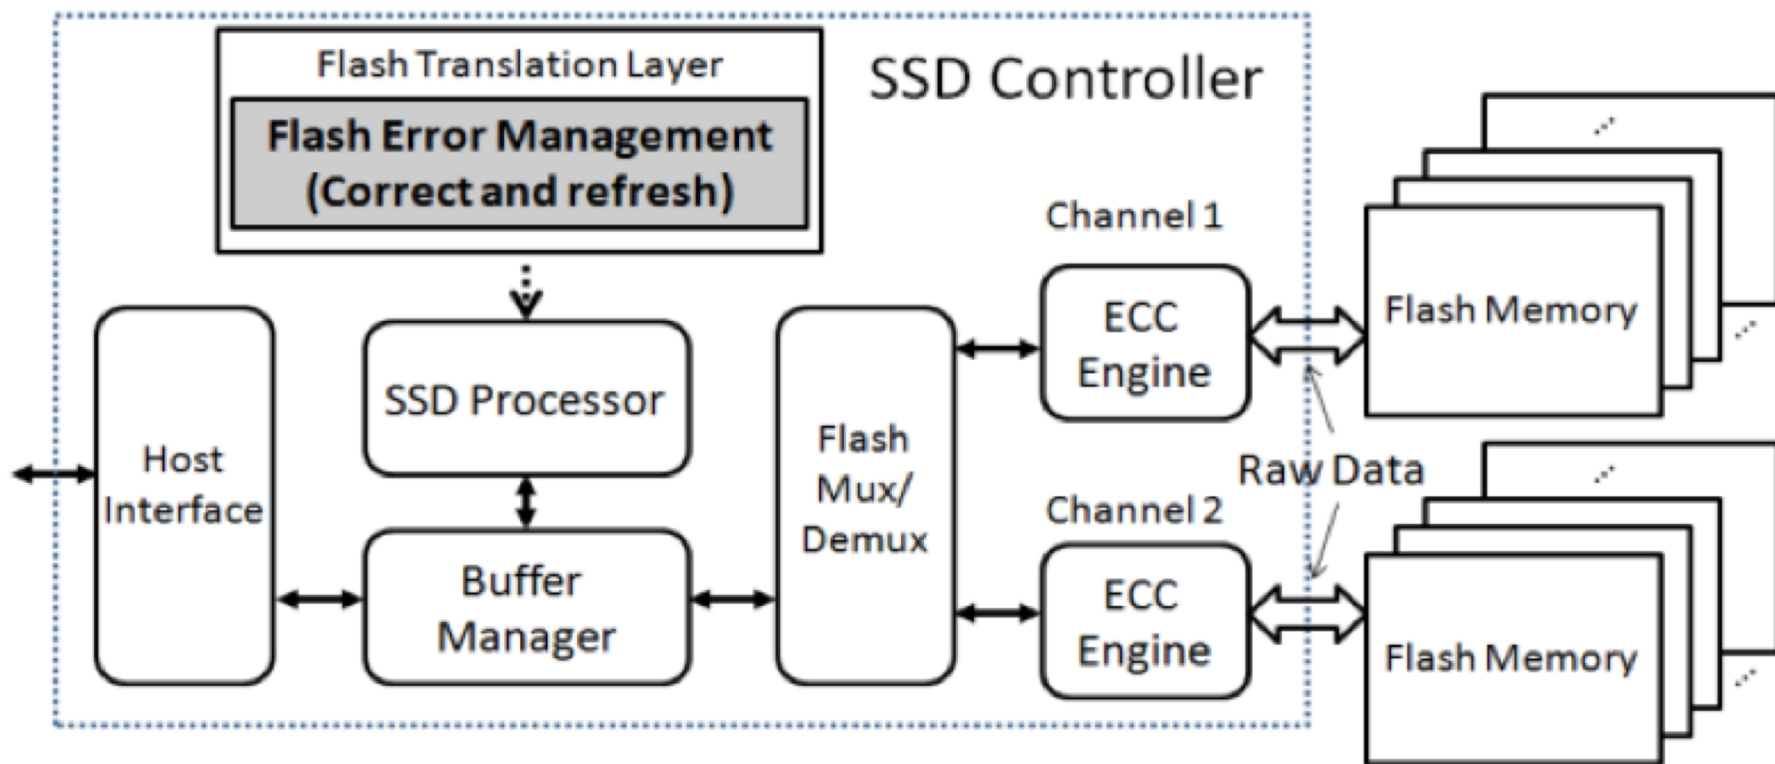 Flash Translation Layer
Flash Error Management
(Correct and refresh)
SSD Controller
Host
Interface
SSD Processor
Buffer
Manager
Flash
Mux/
Demux
Channel 1
ECC
Engine
Channel 2
ECC
Engine
Raw Data
Flash Memory
Flash Memory